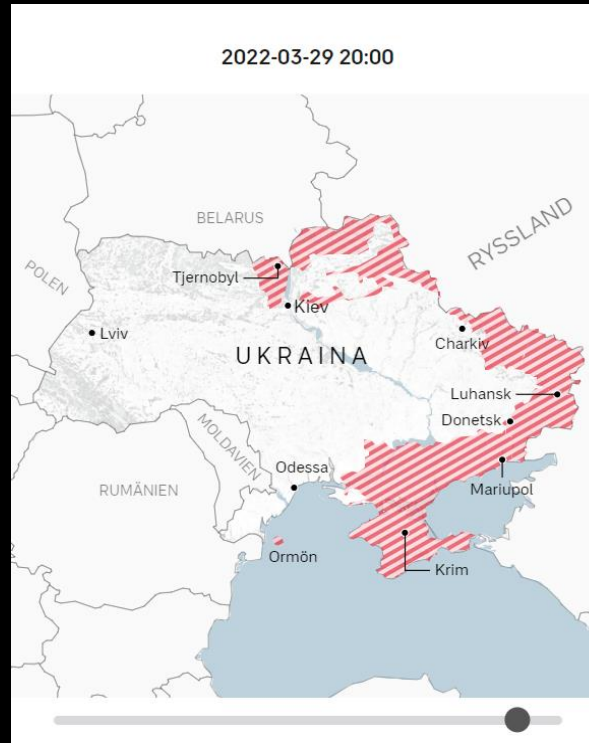 2022-03-29 20:00
BELARUS
RYSSLAND
POLEN
Tjernobyl
Kiev
Lviv
Charkiv
UKRAINA
Luhansk
Donetsk
MOLDAVIEN
Odessa
RUMÄNIEN
Mariupol
Ormön
Krim